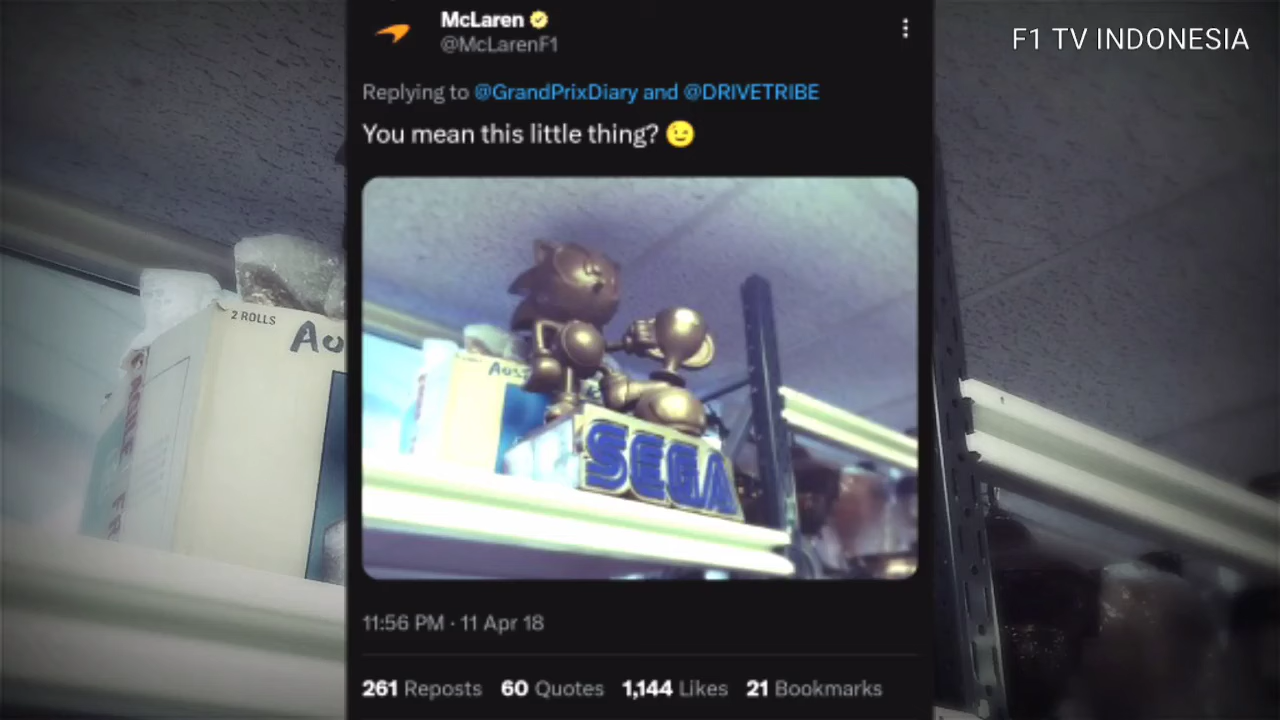 McLaren
@McLarenF1
F1 TV INDONESIA
Replying to @GrandPrixDiary and @DRIVETRIBE
You mean this little thing? 😉
2 ROLLS
SEGA
11:56 PM · 11 Apr 18
261 Reposts 60 Quotes 1,144 Likes 21 Bookmarks